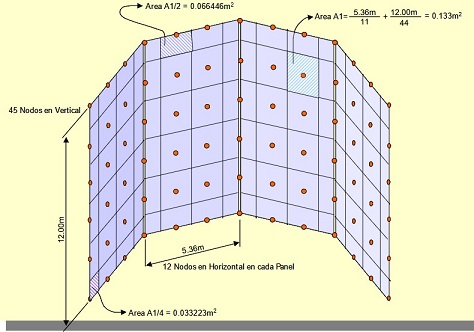 Area A1/2 = 0.066446m²
Area A1= 5.36m / 11 + 12.00m / 44 = 0.133m²
45 Nodos en Vertical
12.00m
5.36m
12 Nodos en Horizontal en cada Panel
Area A1/4 = 0.033223m²